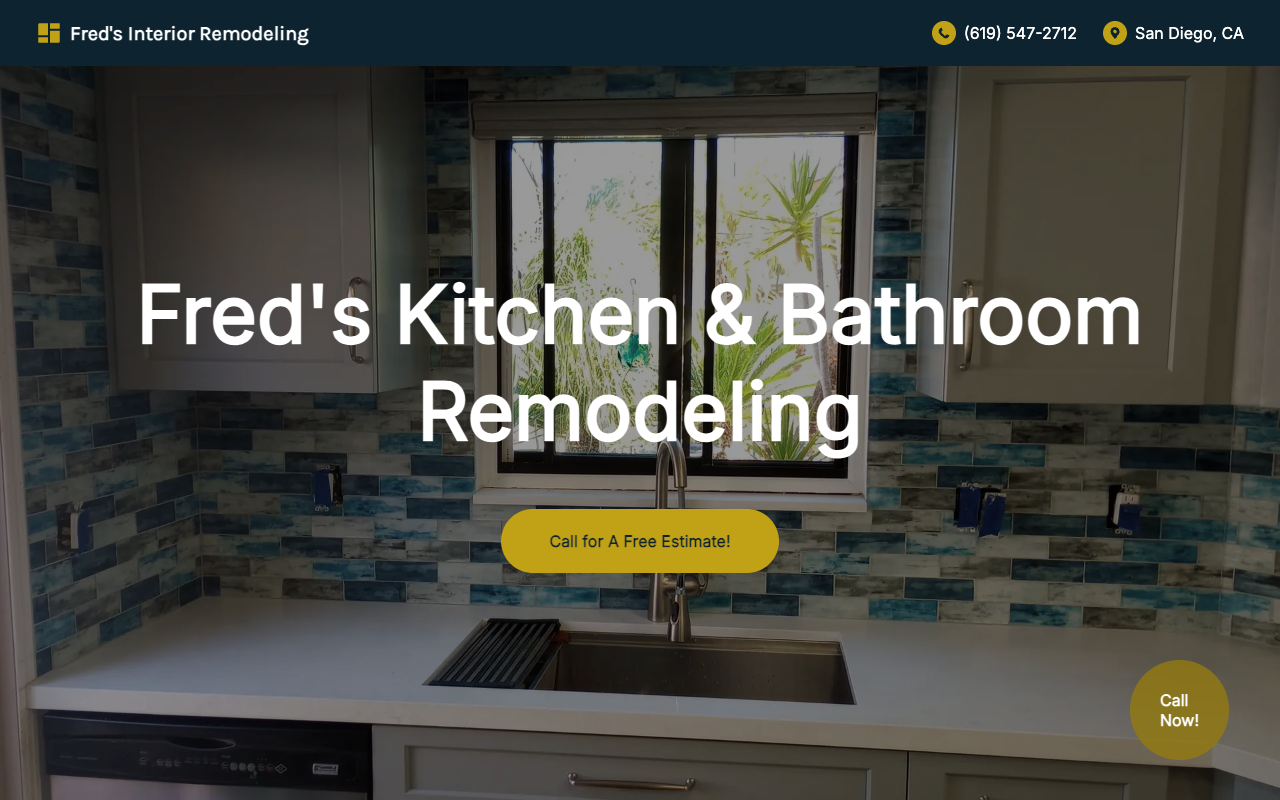 Fred's Interior Remodeling
(619) 547-2712
San Diego, CA
Fred's Kitchen & Bathroom
Remodeling
Call for A Free Estimate!
Call
Now!